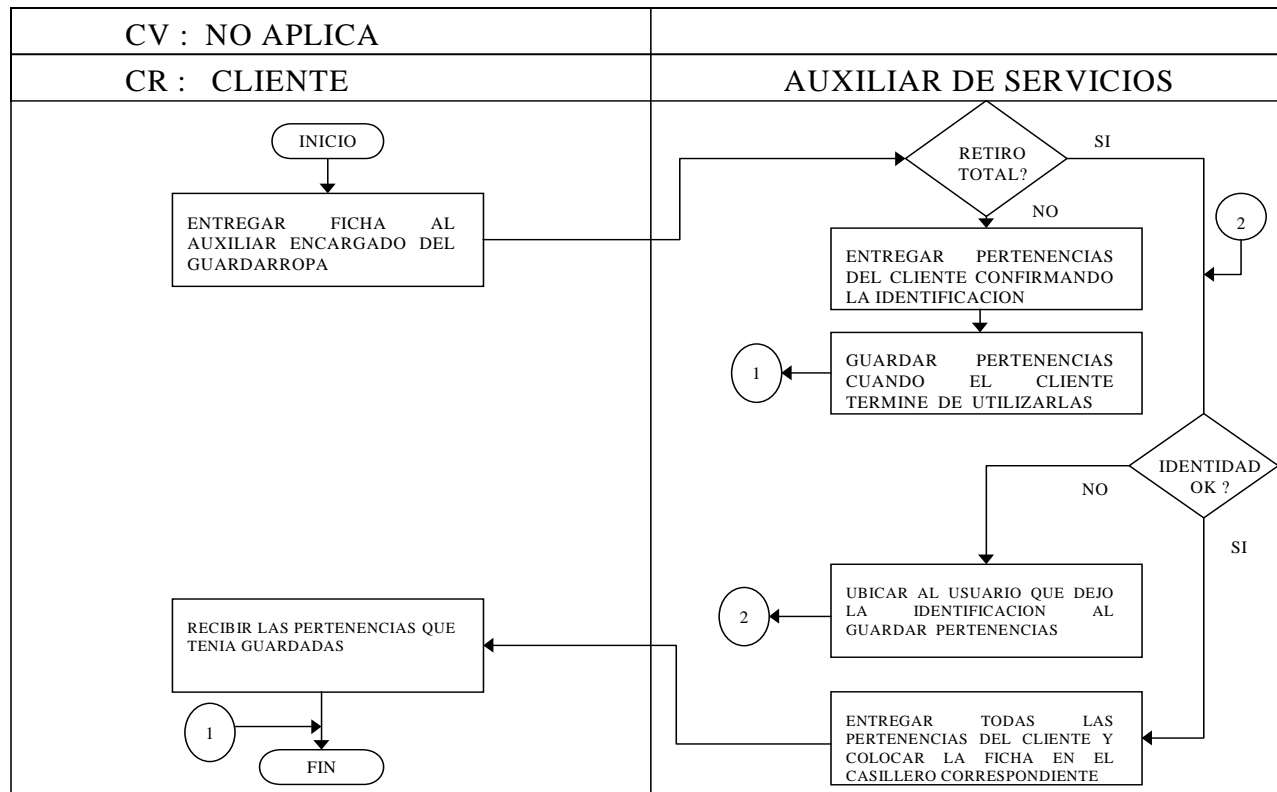 CV : NO APLICA
CR : CLIENTE
AUXILIAR DE SERVICIOS
INICIO
ENTREGAR FICHA AL
AUXILIAR ENCARGADO DEL
GUARDARROPA
RETIRO
TOTAL?
SI
NO
2
ENTREGAR PERTENENCIAS
DEL CLIENTE CONFIRMANDO
LA IDENTIFICACION
GUARDAR PERTENENCIAS
CUANDO EL CLIENTE
TERMINE DE UTILIZARLAS
1
IDENTIDAD
OK ?
NO
SI
UBICAR AL USUARIO QUE DEJO
LA IDENTIFICACION AL
GUARDAR PERTENENCIAS
2
RECIBIR LAS PERTENENCIAS QUE
TENIA GUARDADAS
ENTREGAR TODAS LAS
PERTENENCIAS DEL CLIENTE Y
COLOCAR LA FICHA EN EL
CASILLERO CORRESPONDIENTE
1
FIN